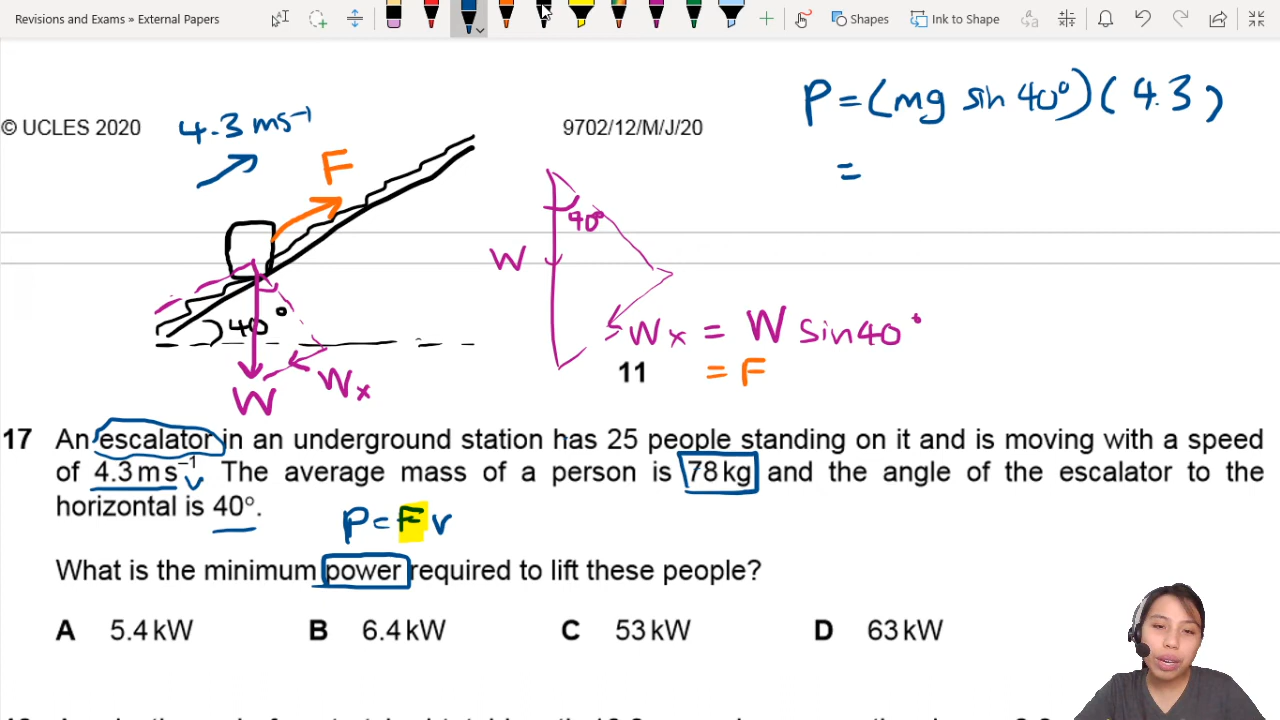 Revisions and Exams » External Papers
Shapes
Ink to Shape
P = (mg sin 40°)(4.3)
=
© UCLES 2020
9702/12/M/J/20
4.3 ms⁻¹
F
40°
W
40°
W
Wx
Wx = W sin40°
= F
11
17 An escalator in an underground station has 25 people standing on it and is moving with a speed
of 4.3 m s⁻¹. The average mass of a person is 78 kg and the angle of the escalator to the
horizontal is 40°.
v
P = Fv
What is the minimum power required to lift these people?
A 5.4 kW B 6.4 kW C 53 kW D 63 kW